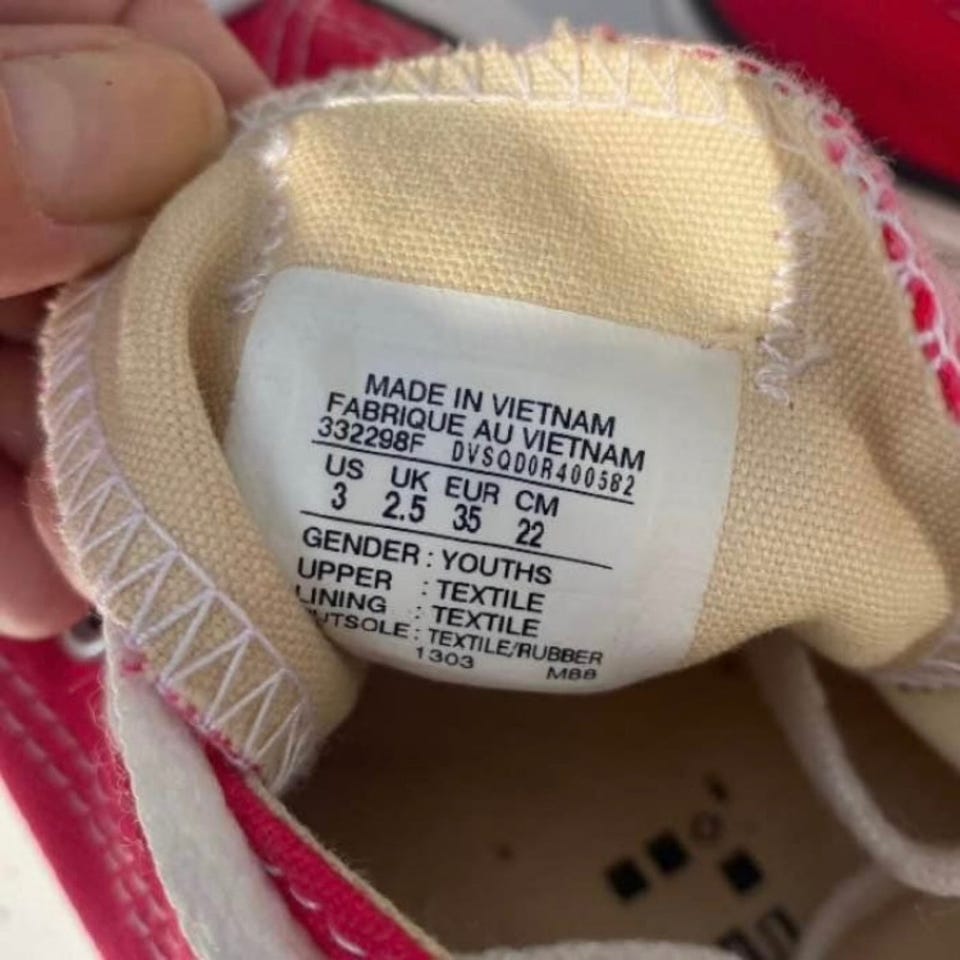 MADE IN VIETNAM
FABRIQUE AU VIETNAM
332298F DVSQD0R400582
US UK EUR CM
3 2.5 35 22
GENDER : YOUTHS
UPPER : TEXTILE
LINING : TEXTILE
OUTSOLE : TEXTILE/RUBBER
1303 M88